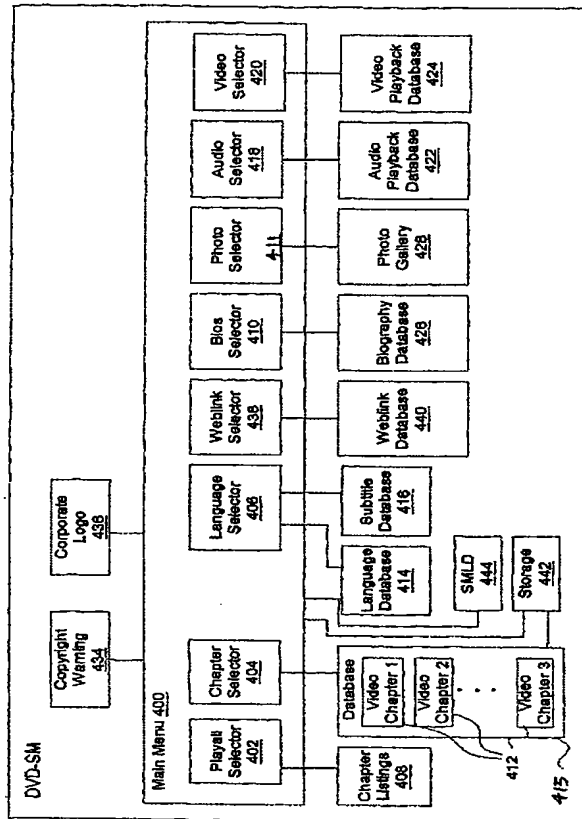 DVD-SM
Copyright
Warning
434
Corporate
Logo
436
Main Menu 400
Playall
Selector
402
Chapter
Selector
404
Language
Selector
406
Weblink
Selector
438
Bios
Selector
410
Photo
Selector
411
Audio
Selector
418
Video
Selector
420
Chapter
Listings
408
Database
Video
Chapter 1
Video
Chapter 2
Video
Chapter 3
412
415
Language
Database
414
Subtitle
Database
416
SMLD
444
Storage
442
Weblink
Database
440
Biography
Database
426
Photo
Gallery
428
Audio
Playback
Database
422
Video
Playback
Database
424